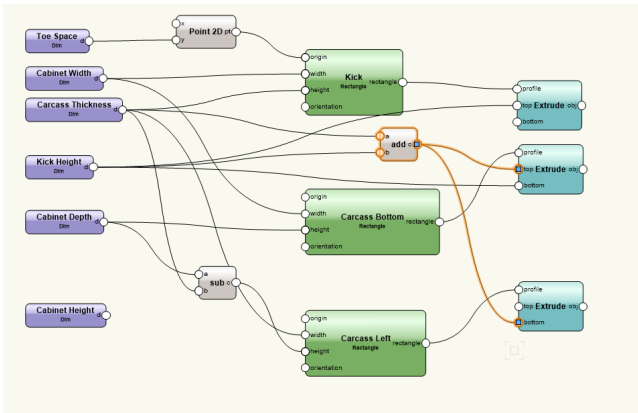 Toe Space
Dim
d
x
y
Point 2D pt
Cabinet Width
Dim
d
Carcass Thickness
Dim
d
Kick Height
Dim
d
Cabinet Depth
Dim
d
Cabinet Height
Dim
d
origin
width
height
orientation
Kick
Rectangle
rectangle
a
b
add c
origin
width
height
orientation
Carcass Bottom
Rectangle
rectangle
a
b
sub c
origin
width
height
orientation
Carcass Left
Rectangle
rectangle
profile
top Extrude obj
bottom
profile
top Extrude obj
bottom
profile
top Extrude obj
bottom